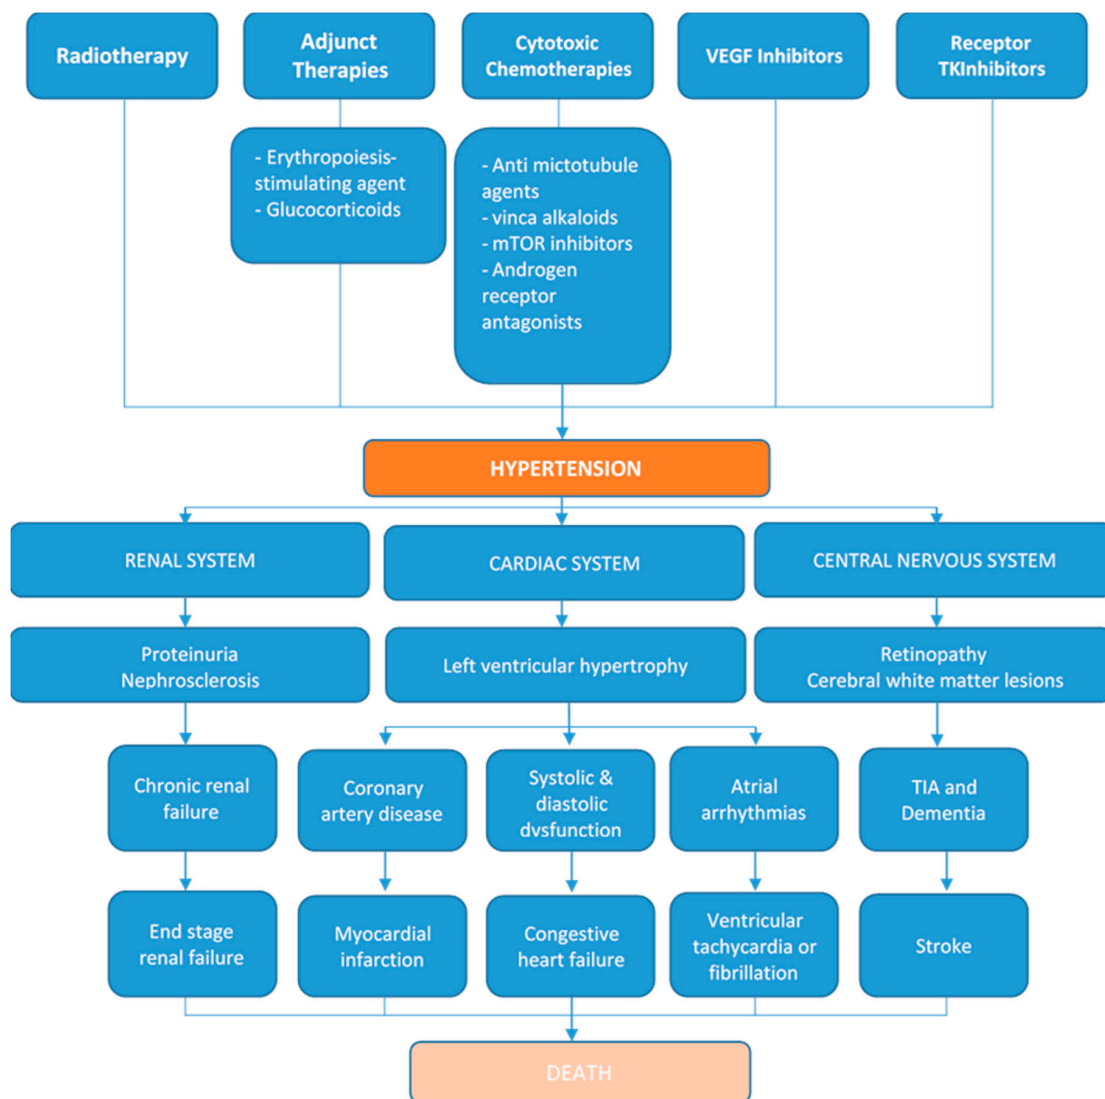 Radiotherapy
Adjunct
Therapies
Cytotoxic
Chemotherapies
VEGF Inhibitors
Receptor
TKInhibitors
- Erythropoiesis-
stimulating agent
- Glucocorticoids
- Anti mictotubule
agents
- vinca alkaloids
- mTOR inhibitors
- Androgen
receptor
antagonists
HYPERTENSION
RENAL SYSTEM
CARDIAC SYSTEM
CENTRAL NERVOUS SYSTEM
Proteinuria
Nephrosclerosis
Left ventricular hypertrophy
Retinopathy
Cerebral white matter lesions
Chronic renal
failure
Coronary
artery disease
Systolic &
diastolic
dvsfunction
Atrial
arrhythmias
TIA and
Dementia
End stage
renal failure
Myocardial
infarction
Congestive
heart failure
Ventricular
tachycardia or
fibrillation
Stroke
DEATH